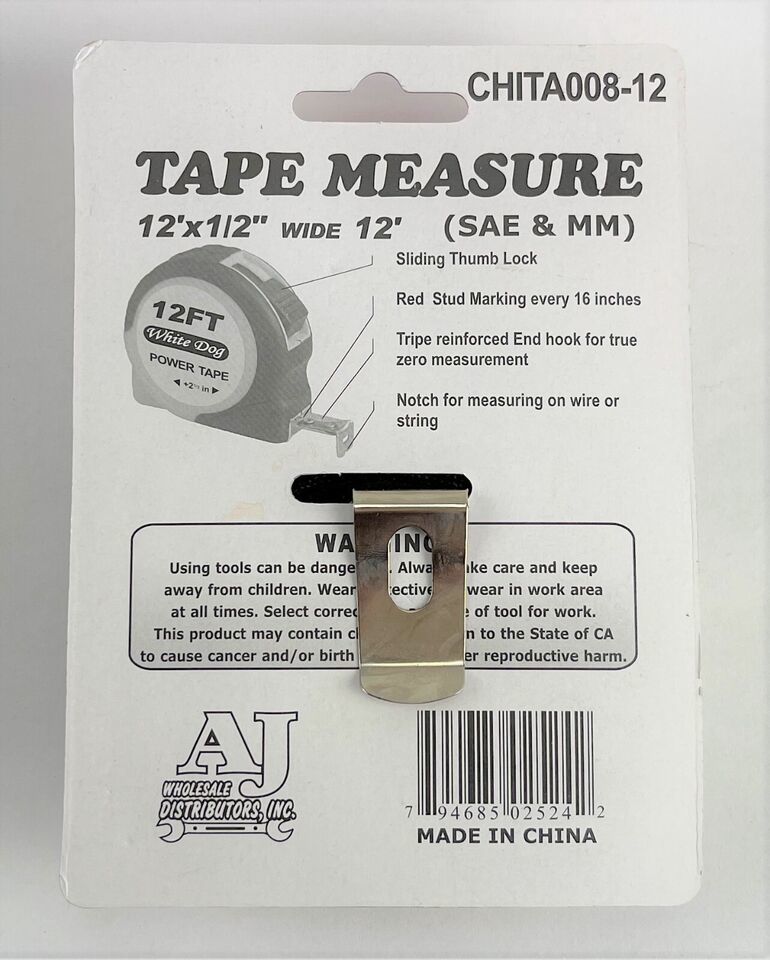 CHITA008-12
TAPE MEASURE
12'x1/2" WIDE 12' (SAE & MM)
Sliding Thumb Lock
Red Stud Marking every 16 inches
Tripe reinforced End hook for true
zero measurement
Notch for measuring on wire or
string
12FT
White Dog
POWER TAPE
in
Using tools can be take care and keep
away from children. Wear wear in work area
at all times. Select of tool for work.
This product may contain to the State of CA
to cause cancer and/or birth reproductive harm.
AJ
WHOLESALE
DISTRIBUTORS, INC.
7 94685 02524 2
MADE IN CHINA